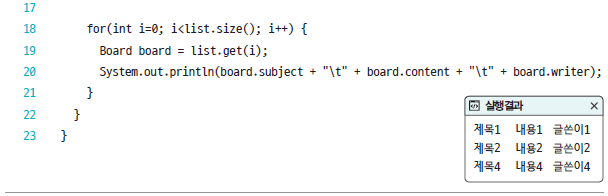 17
18 for(int i=0; i<list.size(); i++) {
19 Board board = list.get(i);
20 System.out.println(board.subject + "\t" + board.content + "\t" + board.writer);
21 }
22 }
23 }
실행결과
제목1 내용1 글쓴이1
제목2 내용2 글쓴이2
제목4 내용4 글쓴이4